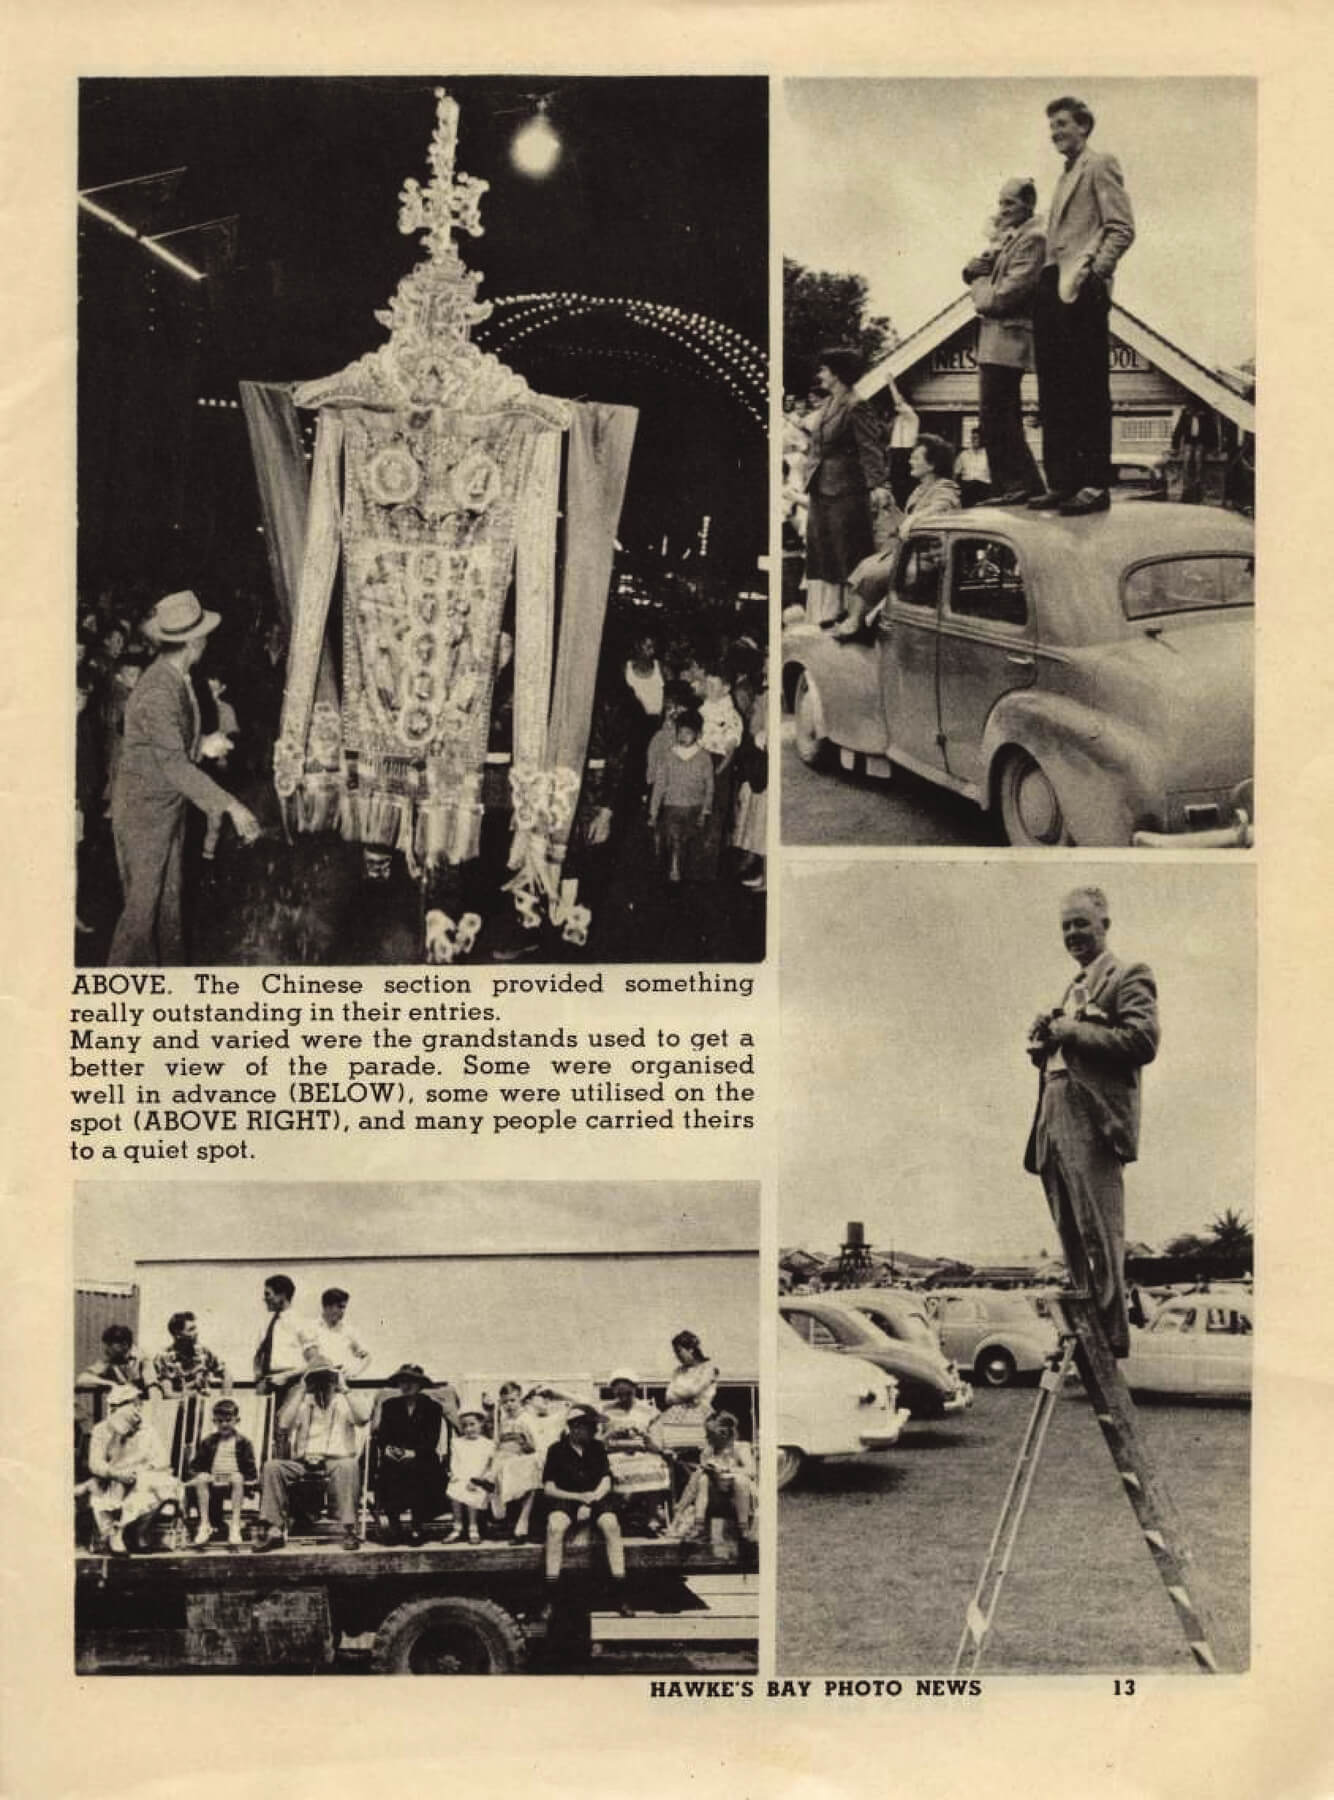 NELS
OOL
ABOVE. The Chinese section provided something
really outstanding in their entries.
Many and varied were the grandstands used to get a
better view of the parade. Some were organised
well in advance (BELOW), some were utilised on the
spot (ABOVE RIGHT), and many people carried theirs
to a quiet spot.
HAWKE'S BAY PHOTO NEWS 13